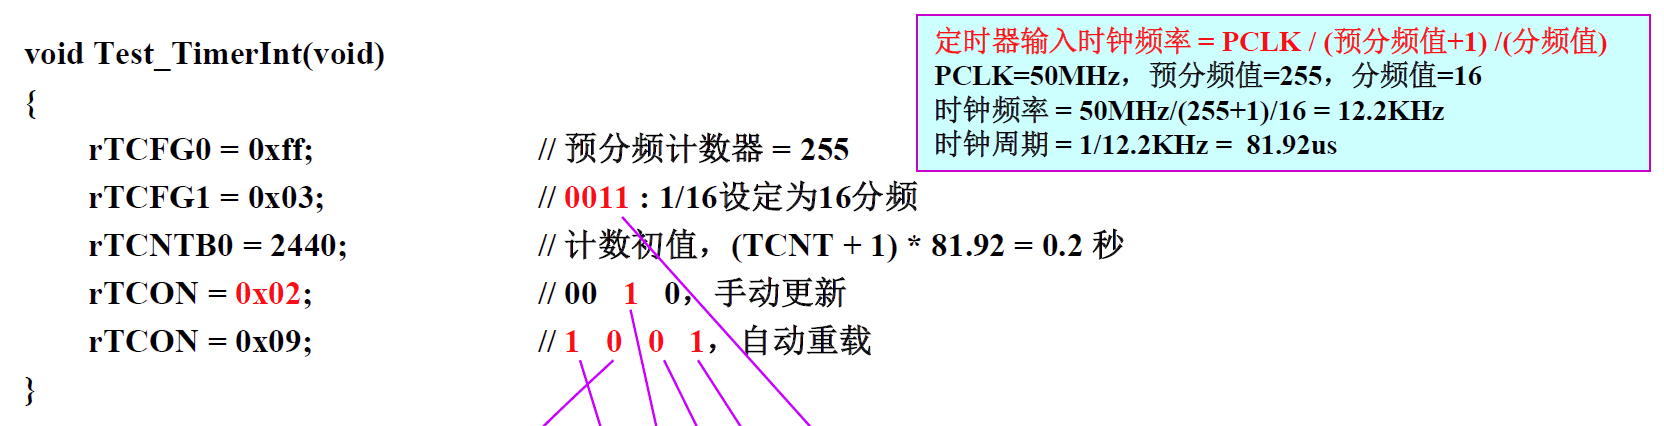 void Test_TimerInt(void)
{
rTCFG0 = 0xff; // 预分频计数器 = 255
rTCFG1 = 0x03; // 0011 : 1/16设定为16分频
rTCNTB0 = 2440; // 计数初值，(TCNT + 1) * 81.92 = 0.2 秒
rTCON = 0x02; // 00 1 0，手动更新
rTCON = 0x09; // 1 0 0 1，自动重载
}
定时器输入时钟频率 = PCLK / (预分频值+1) /(分频值)
PCLK=50MHz，预分频值=255，分频值=16
时钟频率 = 50MHz/(255+1)/16 = 12.2KHz
时钟周期 = 1/12.2KHz = 81.92us